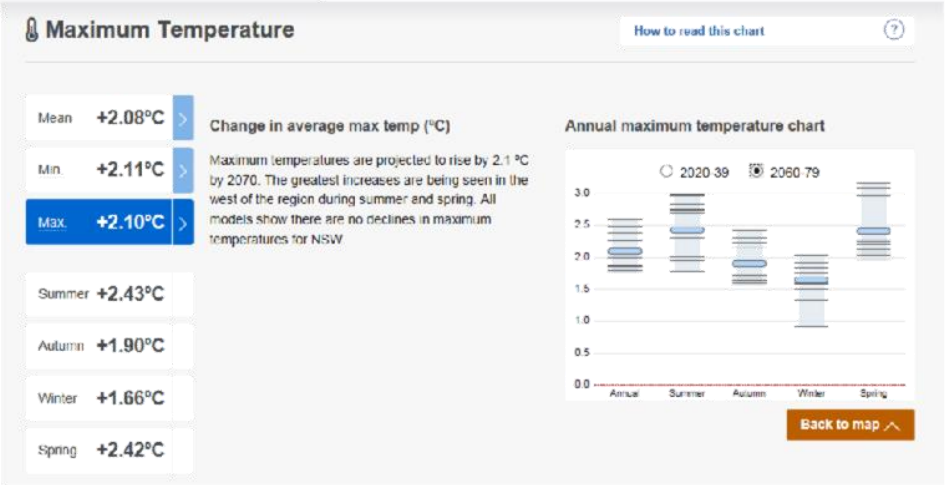 Maximum Temperature
How to read this chart ?
Mean +2.08°C >
Min. +2.11°C >
Max. +2.10°C >
Summer +2.43°C
Autumn +1.90°C
Winter +1.66°C
Spring +2.42°C
Change in average max temp (°C)
Maximum temperatures are projected to rise by 2.1 °C
by 2070. The greatest increases are being seen in the
west of the region during summer and spring. All
models show there are no declines in maximum
temperatures for NSW
Annual maximum temperature chart
2020-39 2060-79
3.0
2.5
2.0
1.5
1.0
0.5
0.0
Annual Summer Autumn Winter Spring
Back to map